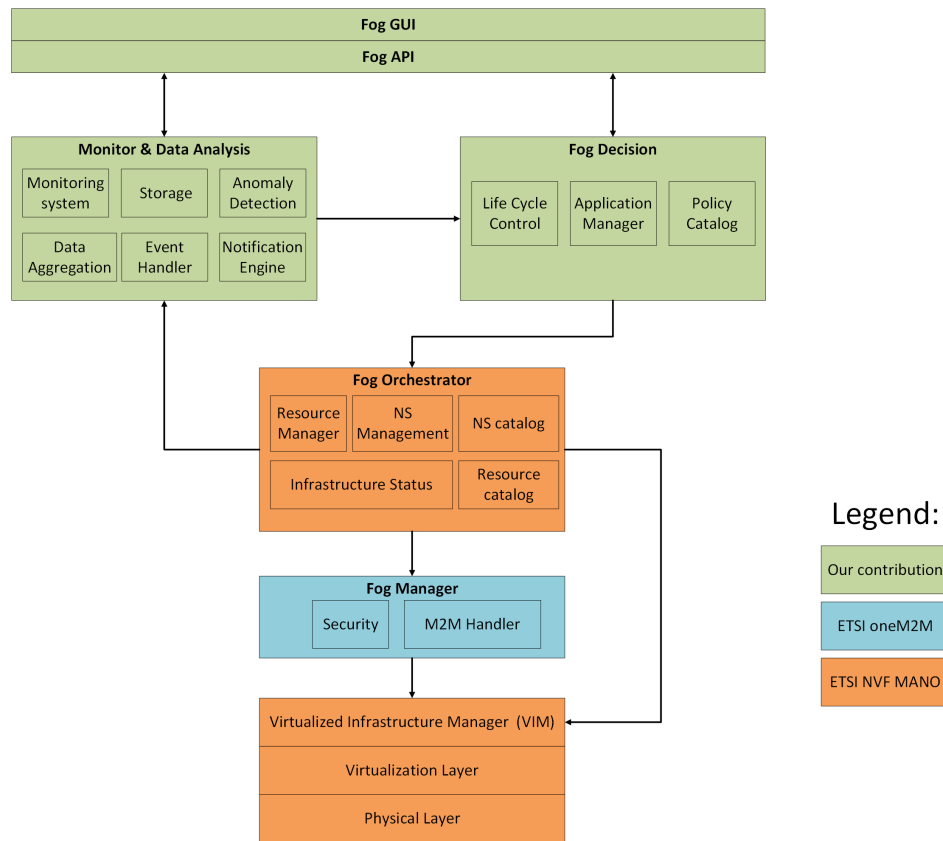 Fog GUI
Fog API
Monitor & Data Analysis
Monitoring
system
Storage
Anomaly
Detection
Data
Aggregation
Event
Handler
Notification
Engine
Fog Decision
Life Cycle
Control
Application
Manager
Policy
Catalog
Fog Orchestrator
Resource
Manager
NS
Management
NS catalog
Infrastructure Status
Resource
catalog
Fog Manager
Security
M2M Handler
Virtualized Infrastructure Manager (VIM)
Virtualization Layer
Physical Layer
Legend:
Our contribution
ETSI oneM2M
ETSI NVF MANO